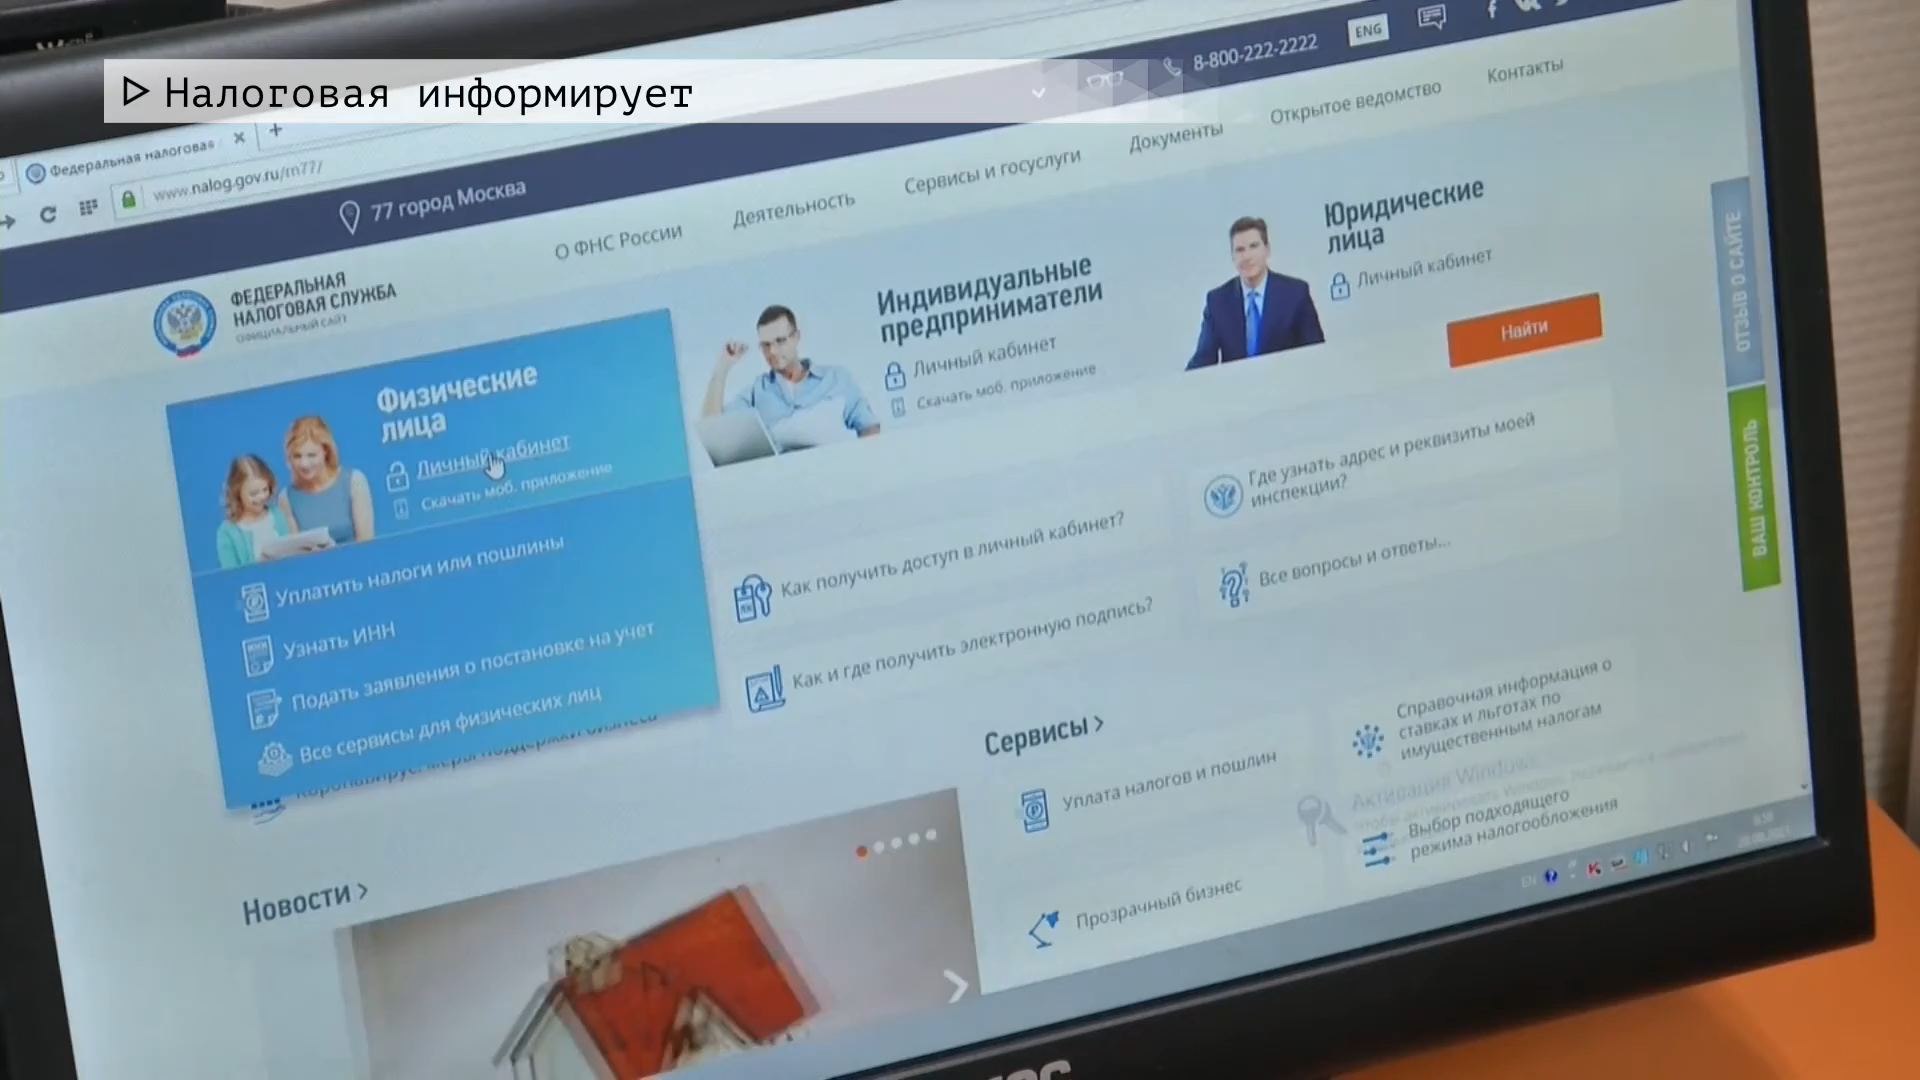 Налоговая информирует
Федеральная налоговая
www.nalog.gov.ru/rn77/
77 город Москва
8-800-222-2222
ENG
О ФНС России
Деятельность
Сервисы и госуслуги
Документы
Открытое ведомство
Контакты
ФЕДЕРАЛЬНАЯ
НАЛОГОВАЯ СЛУЖБА
ОФИЦИАЛЬНЫЙ САЙТ
Физические
лица
Личный кабинет
Скачать моб. приложение
Уплатить налоги или пошлины
Узнать ИНН
Подать заявления о постановке на учет
Все сервисы для физических лиц
Индивидуальные
предприниматели
Личный кабинет
Скачать моб. приложение
Юридические
лица
Личный кабинет
Найти
ОТЗЫВ О САЙТЕ
ВАШ КОНТРОЛЬ
Как получить доступ в личный кабинет?
Как и где получить электронную подпись?
Где узнать адрес и реквизиты моей
инспекции?
Все вопросы и ответы...
Новости >
Сервисы >
Уплата налогов и пошлин
Прозрачный бизнес
Справочная информация о
ставках и льготах по
имущественным налогам
Активация Windows
Выбор подходящего
режима налогообложения
EN